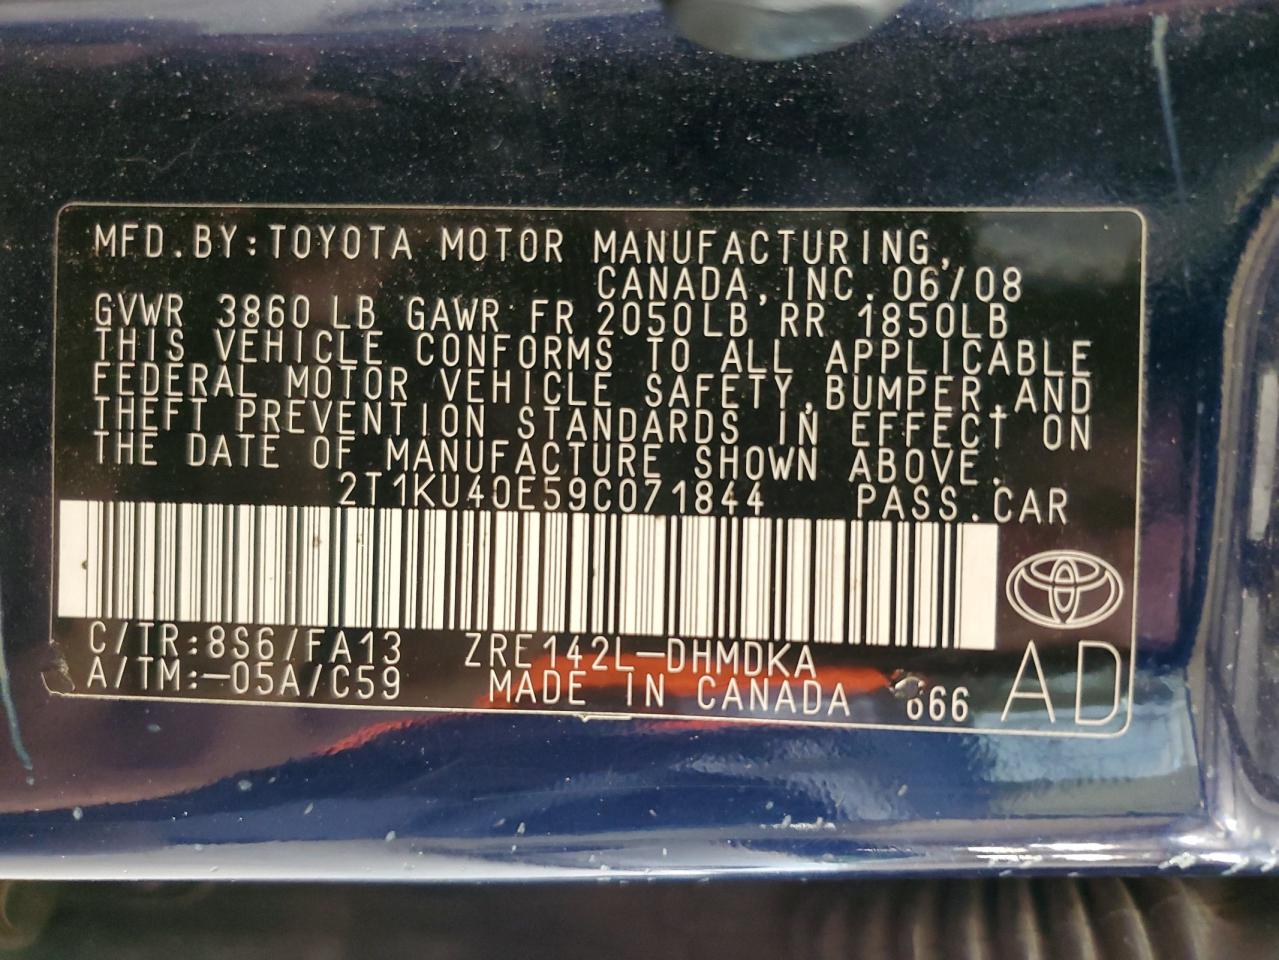 MFD.BY:TOYOTA MOTOR MANUFACTURING,
CANADA,INC. 06/08
GVWR 3860 LB GAWR FR 2050LB RR 1850LB
THIS VEHICLE CONFORMS TO ALL APPLICABLE
FEDERAL MOTOR VEHICLE SAFETY,BUMPER,AND
THEFT PREVENTION STANDARDS IN EFFECT ON
THE DATE OF MANUFACTURE SHOWN ABOVE.
2T1KU40E59C071844 PASS.CAR
C/TR:8S6/FA13 ZRE142L-DHMDKA
A/TM:-05A/C59 MADE IN CANADA AD